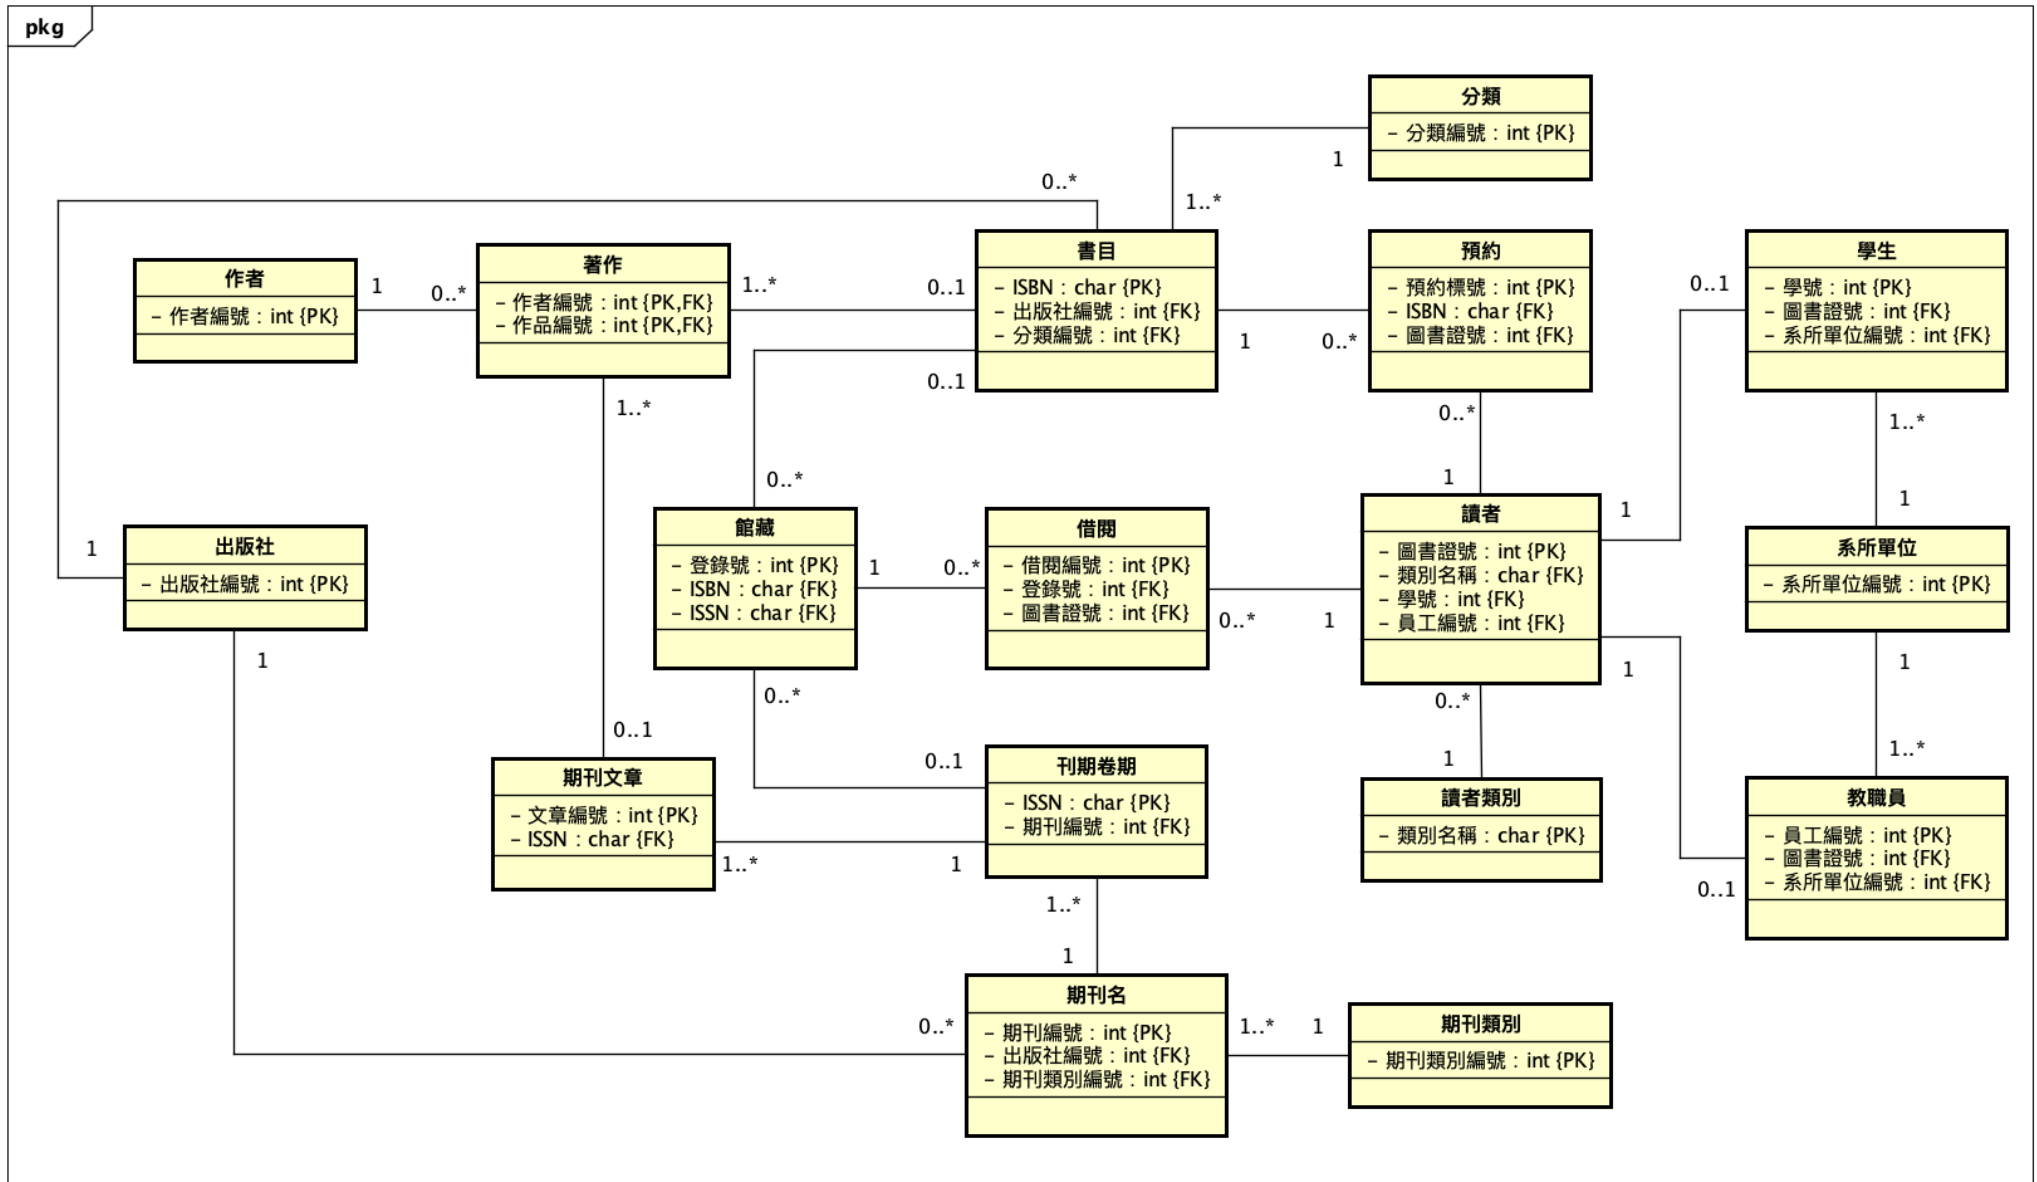 pkg
分類
– 分類編號 : int {PK}
1
1..*
0..*
作者
– 作者編號 : int {PK}
1
0..*
著作
– 作者編號 : int {PK,FK}
– 作品編號 : int {PK,FK}
1..*
0..1
書目
– ISBN : char {PK}
– 出版社編號 : int {FK}
– 分類編號 : int {FK}
1
0..*
預約
– 預約標號 : int {PK}
– ISBN : char {FK}
– 圖書證號 : int {FK}
0..1
學生
– 學號 : int {PK}
– 圖書證號 : int {FK}
– 系所單位編號 : int {FK}
1..*
0..1
0..*
1..*
0..*
1
1
1
出版社
– 出版社編號 : int {PK}
1
1
館藏
– 登錄號 : int {PK}
– ISBN : char {FK}
– ISSN : char {FK}
1
0..*
借閱
– 借閱編號 : int {PK}
– 登錄號 : int {FK}
– 圖書證號 : int {FK}
0..*
1
讀者
– 圖書證號 : int {PK}
– 類別名稱 : char {FK}
– 學號 : int {FK}
– 員工編號 : int {FK}
系所單位
– 系所單位編號 : int {PK}
1
1
0..*
0..*
0..1
0..1
1
1..*
期刊文章
– 文章編號 : int {PK}
– ISSN : char {FK}
1..*
1
刊期卷期
– ISSN : char {PK}
– 期刊編號 : int {FK}
讀者類別
– 類別名稱 : char {PK}
教職員
– 員工編號 : int {PK}
– 圖書證號 : int {FK}
– 系所單位編號 : int {FK}
0..1
1..*
1
0..*
期刊名
– 期刊編號 : int {PK}
– 出版社編號 : int {FK}
– 期刊類別編號 : int {FK}
1..*
1
期刊類別
– 期刊類別編號 : int {PK}